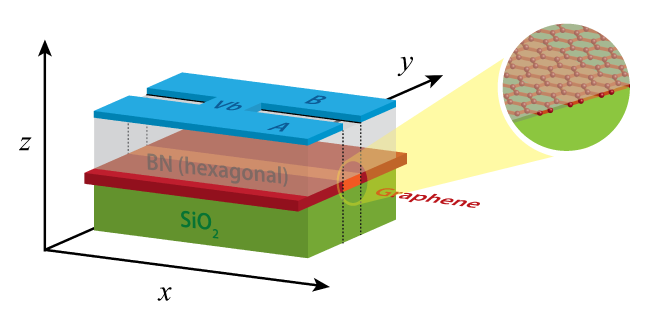 y
B
Vb
A
z
BN (hexagonal)
Graphene
SiO₂
x